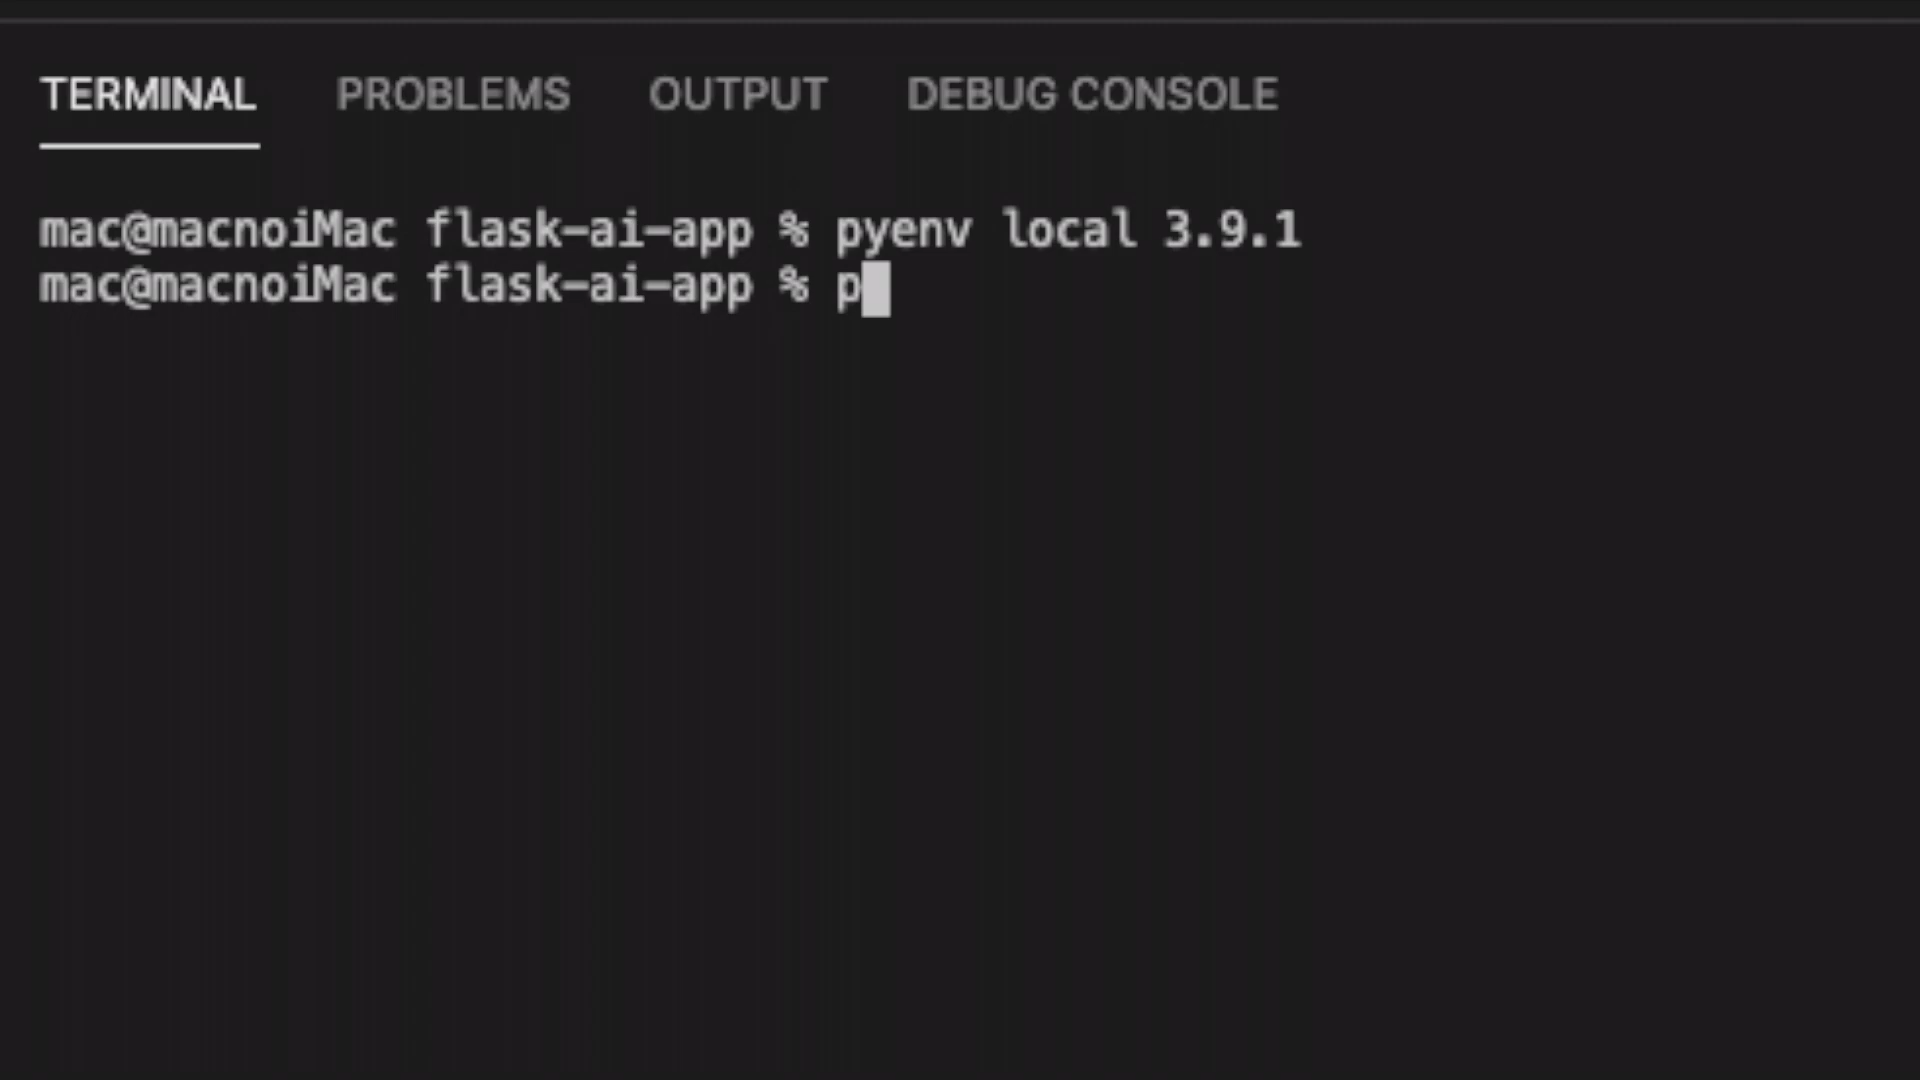 TERMINAL PROBLEMS OUTPUT DEBUG CONSOLE
mac@macnoiMac flask-ai-app % pyenv local 3.9.1
mac@macnoiMac flask-ai-app % p